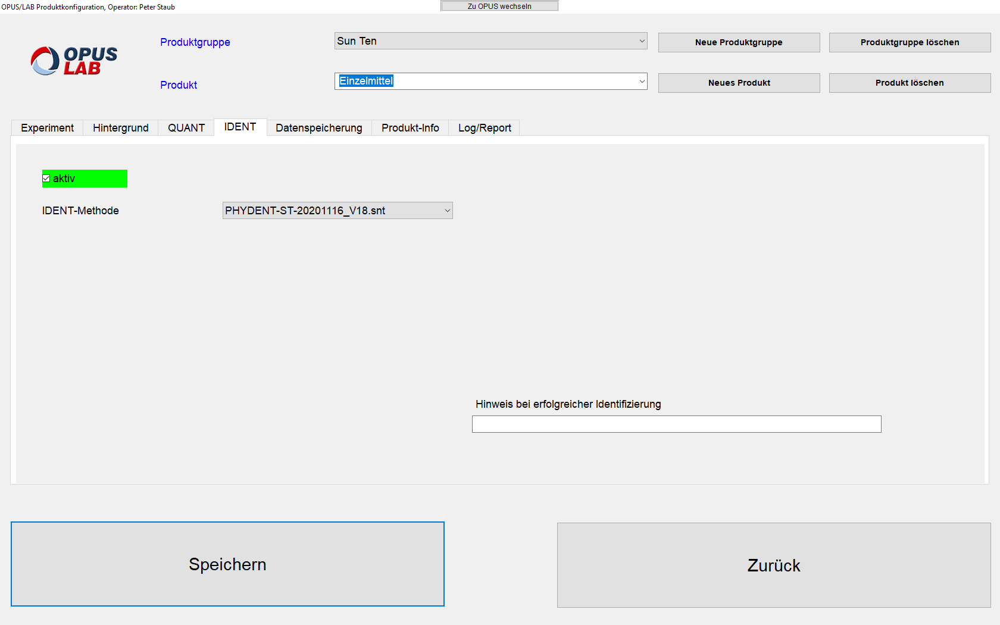 OPUS/LAB Produktkonfiguration, Operator: Peter Staub
Zu OPUS wechseln
OPUS
LAB
Produktgruppe
Sun Ten
Neue Produktgruppe
Produktgruppe löschen
Produkt
Einzelmittel
Neues Produkt
Produkt löschen
Experiment
Hintergrund
QUANT
IDENT
Datenspeicherung
Produkt-Info
Log/Report
aktiv
IDENT-Methode
PHYDENT-ST-20201116_V18.snt
Hinweis bei erfolgreicher Identifizierung
Speichern
Zurück